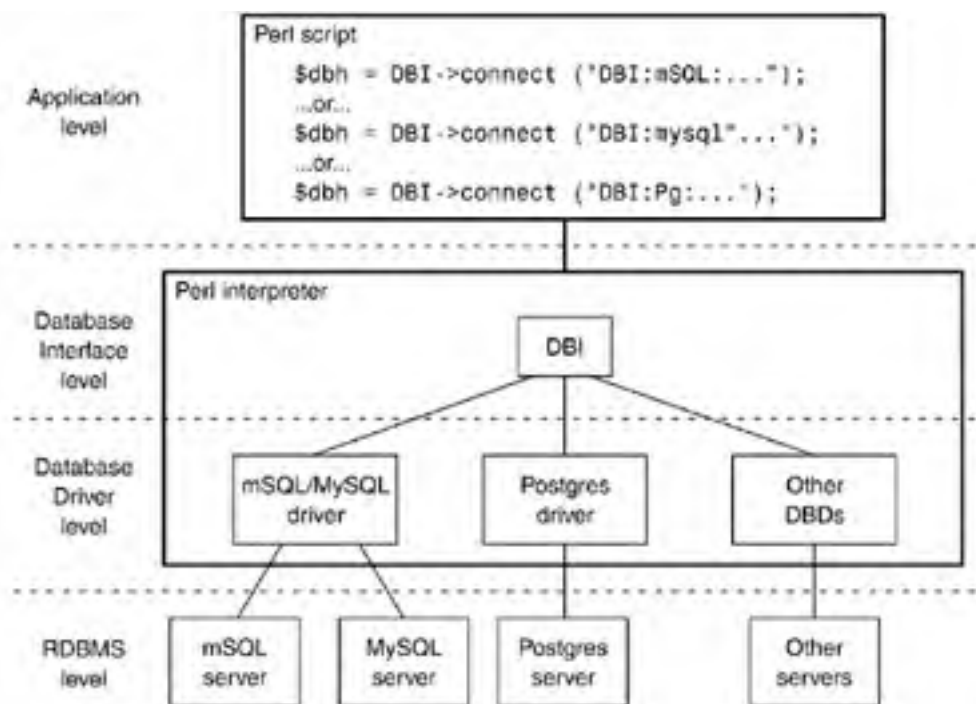 Perl script
$dbh = DBI->connect ("DBI:mSQL:...");
...or...
$dbh = DBI->connect ("DBI:mysql"...");
...or...
$dbh = DBI->connect ("DBI:Pg:...");
Application
level
Perl interpreter
Database
Interface
level
DBI
Database
Driver
level
mSQL/MySQL
driver
Postgres
driver
Other
DBDs
RDBMS
level
mSQL
server
MySQL
server
Postgres
server
Other
servers